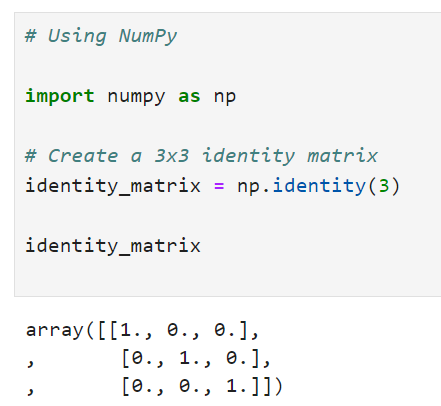 # Using NumPy
import numpy as np
# Create a 3x3 identity matrix
identity_matrix = np.identity(3)
identity_matrix
array([[1., 0., 0.],
,       [0., 1., 0.],
,       [0., 0., 1.]])